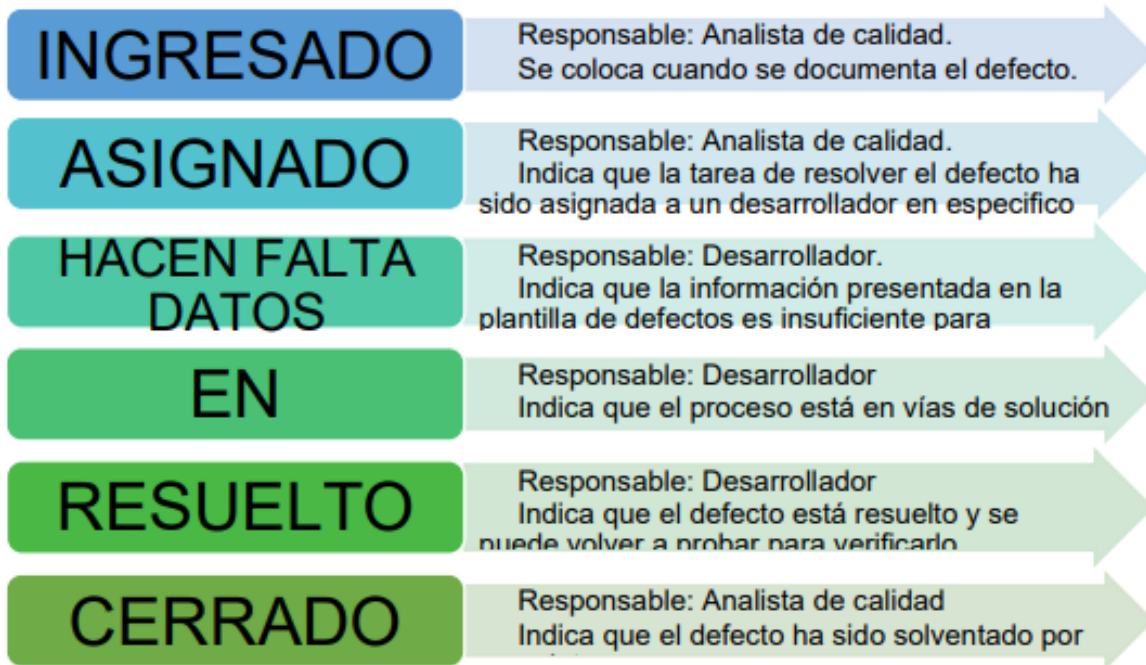 INGRESADO
Responsable: Analista de calidad.
Se coloca cuando se documenta el defecto.
ASIGNADO
Responsable: Analista de calidad.
Indica que la tarea de resolver el defecto ha
sido asignada a un desarrollador en especifico
HACEN FALTA
DATOS
Responsable: Desarrollador.
Indica que la información presentada en la
plantilla de defectos es insuficiente para
EN
Responsable: Desarrollador
Indica que el proceso está en vías de solución
RESUELTO
Responsable: Desarrollador
Indica que el defecto está resuelto y se
puede volver a probar para verificarlo
CERRADO
Responsable: Analista de calidad
Indica que el defecto ha sido solventado por